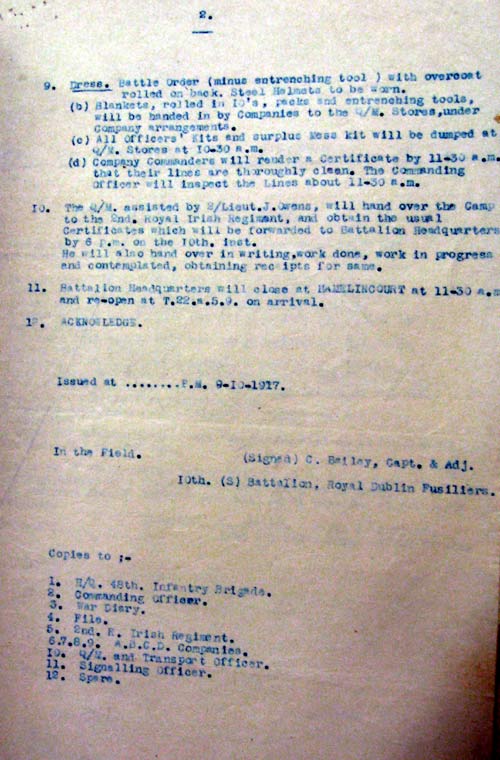 2.
9. Dress. Battle Order (minus entrenching tool ) with overcoat
rolled on back. Steel Helmets to be worn.
(b) Blankets, rolled in 10's, packs and entrenching tools,
will be handed in by Companies to the Q/M. Stores,under
Company arrangements.
(c) All Officers' Kits and surplus Mess kit will be dumped at
Q/M. Stores at 10-30 a.m.
(d) Company Commanders will render a Certificate by 11-30 a.m.
that their lines are thoroughly clean. The Commanding
Officer will inspect the Lines about 11-30 a.m.
10. The Q/M. assisted by 2/Lieut.J.Owens, will hand over the Camp
to the 2nd. Royal Irish Regiment, and obtain the usual
Certificates which will be forwarded to Battalion Headquarters
by 6 p.m. on the 10th. inst.
He will also hand over in writing,work done, work in progress
and contemplated, obtaining receipts for same.
11. Battalion Headquarters will close at HAMELINCOURT at 11-30 a.m
and re-open at T.22.a.5.9. on arrival.
12. ACKNOWLEDGE.
Issued at ........P.M. 9-10-1917.
In the Field.
(Signed) C. Bailey, Capt. & Adj.
10th. (S) Battalion, Royal Dublin Fusiliers.
Copies to ;-
1. H/Q. 48th. Infantry Brigade.
2. Commanding Officer.
3. War Diary.
4. File.
5. 2nd. R. Irish Regiment.
6.7.8.9. A.B.C.D. Companies.
10. Q/M. and Transport Officer.
11. Signalling Officer.
12. Spare.